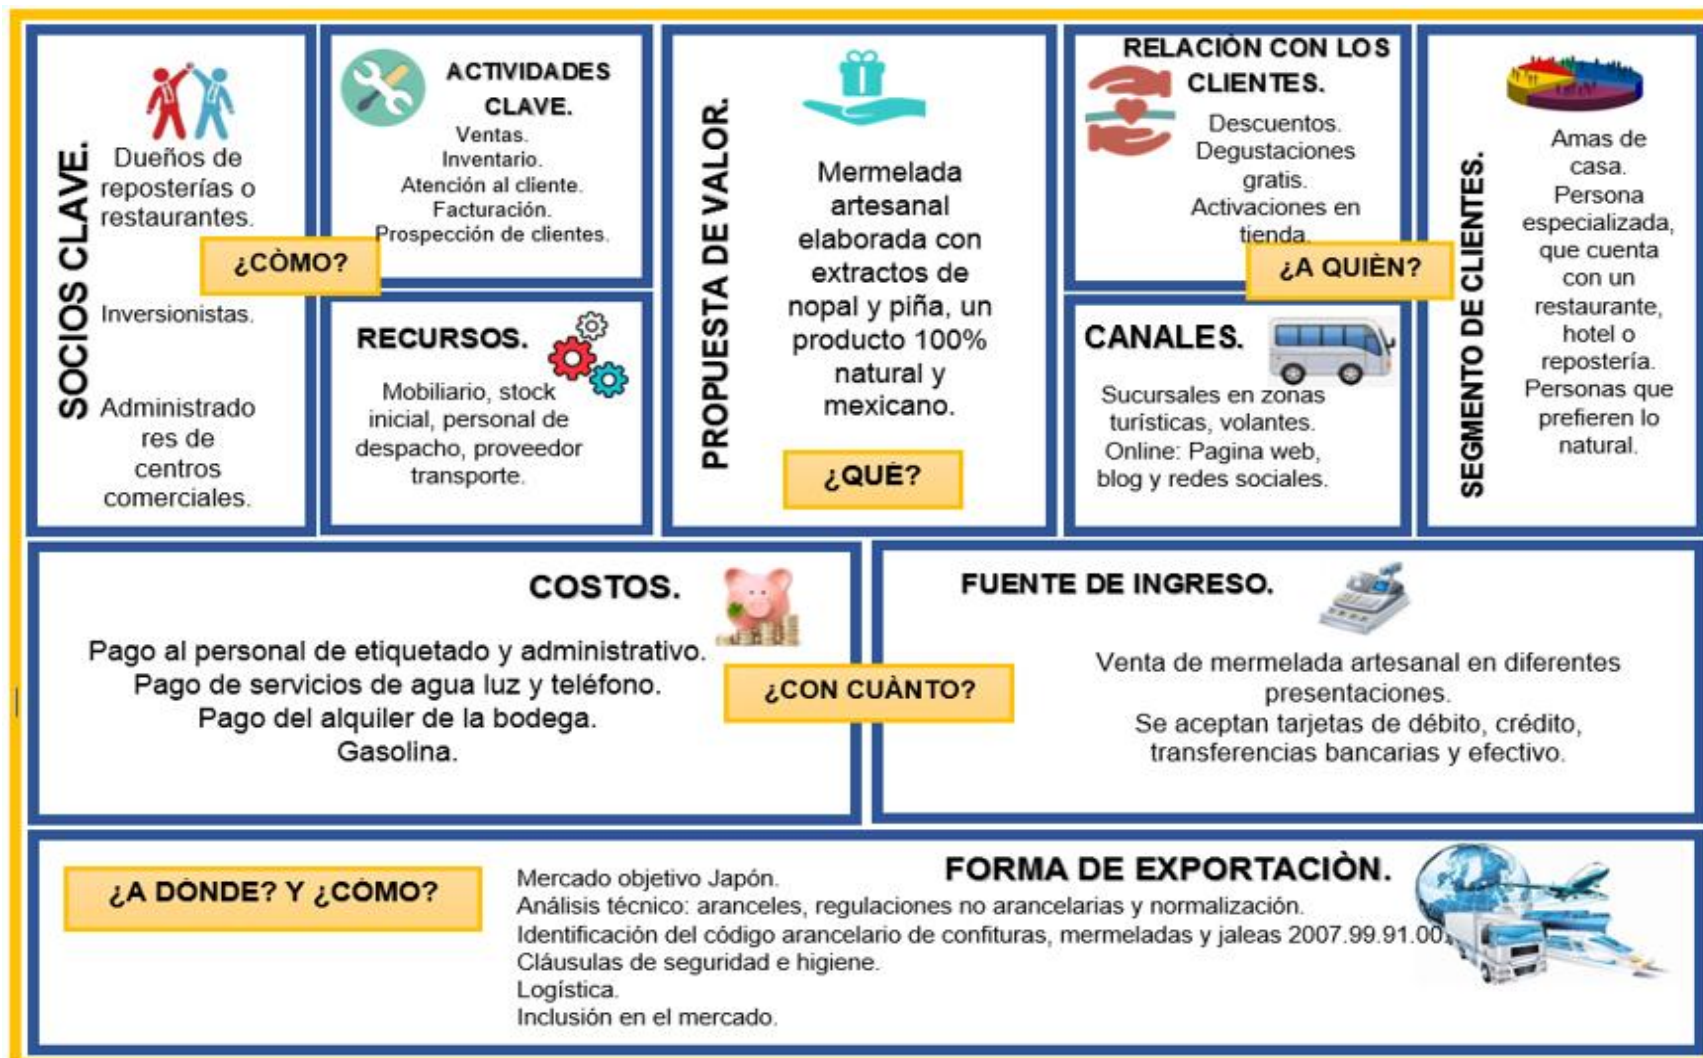 SOCIOS CLAVE.
Dueños de
reposterías o
restaurantes.
Inversionistas.
Administrado
res de
centros
comerciales.
¿CÒMO?
ACTIVIDADES
CLAVE.
Ventas.
Inventario.
Atención al cliente.
Facturación.
Prospección de clientes.
RECURSOS.
Mobiliario, stock
inicial, personal de
despacho, proveedor
transporte.
PROPUESTA DE VALOR.
Mermelada
artesanal
elaborada con
extractos de
nopal y piña, un
producto 100%
natural y
mexicano.
¿QUÈ?
RELACIÒN CON LOS
CLIENTES.
Descuentos.
Degustaciones
gratis.
Activaciones en
tienda.
¿A QUIÈN?
CANALES.
Sucursales en zonas
turísticas, volantes.
Online: Pagina web,
blog y redes sociales.
SEGMENTO DE CLIENTES.
Amas de
casa.
Persona
especializada,
que cuenta
con un
restaurante,
hotel o
repostería.
Personas que
prefieren lo
natural.
COSTOS.
Pago al personal de etiquetado y administrativo.
Pago de servicios de agua luz y teléfono.
Pago del alquiler de la bodega.
Gasolina.
¿CON CUÀNTO?
FUENTE DE INGRESO.
Venta de mermelada artesanal en diferentes
presentaciones.
Se aceptan tarjetas de débito, crédito,
transferencias bancarias y efectivo.
¿A DÒNDE? Y ¿CÒMO?
FORMA DE EXPORTACIÒN.
Mercado objetivo Japón.
Análisis técnico: aranceles, regulaciones no arancelarias y normalización.
Identificación del código arancelario de confituras, mermeladas y jaleas 2007.99.91.00.
Cláusulas de seguridad e higiene.
Logística.
Inclusión en el mercado.